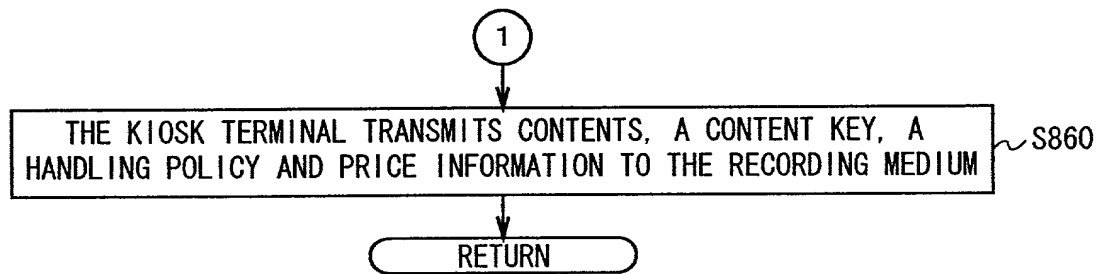 1
THE KIOSK TERMINAL TRANSMITS CONTENTS, A CONTENT KEY, A
HANDLING POLICY AND PRICE INFORMATION TO THE RECORDING MEDIUM
S860
RETURN